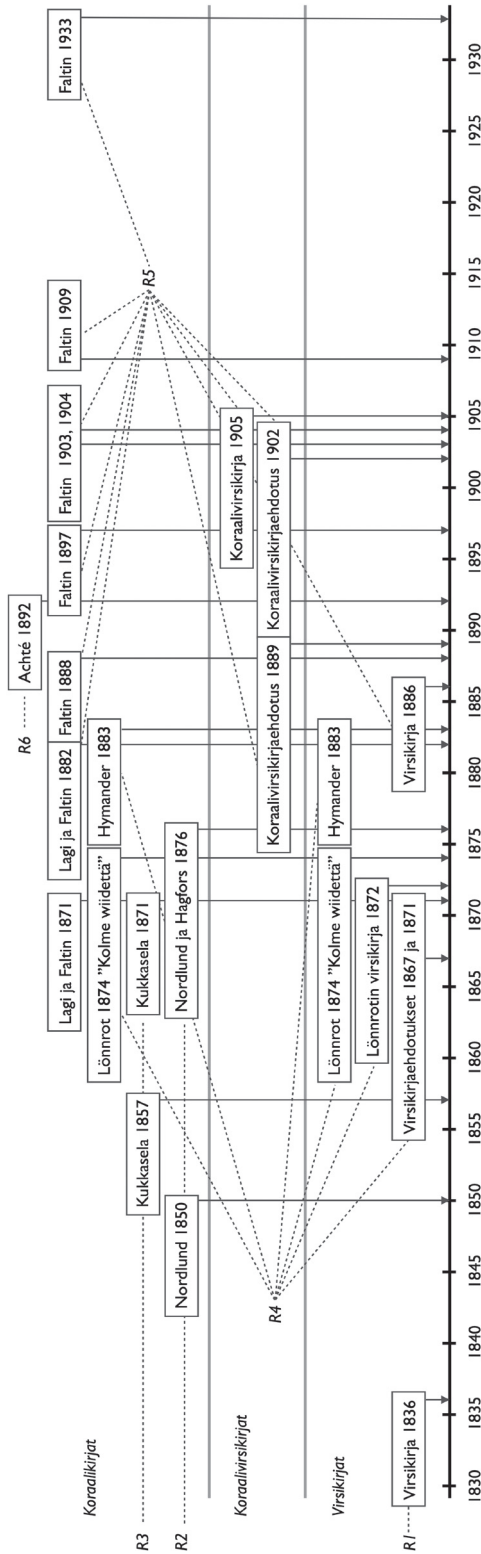 R6
Achté 1892
Koraalikirjat
Lagi ja Faltin 1871
Lagi ja Faltin 1882
Faltin 1888
Faltin 1897
Faltin 1903, 1904
Faltin 1909
Faltin 1933
Lönnrot 1874 ”Kolme wiidettä”
Hymander 1883
R3
Kukkasela 1857
Kukkasela 1871
R5
R2
Nordlund 1850
Nordlund ja Hagfors 1876
Koraalivirsikirjat
Koraalivirsikirja 1905
R4
Koraalivirsikirjaehdotus 1889
Koraalivirsikirjaehdotus 1902
Virsikirjat
Lönnrot 1874 ”Kolme wiidettä”
Hymander 1883
Lönnrotin virsikirja 1872
R1
Virsikirja 1836
Virsikirjaehdotukset 1867 ja 1871
Virsikirja 1886
1830 1835 1840 1845 1850 1855 1860 1865 1870 1875 1880 1885 1890 1895 1900 1905 1910 1915 1920 1925 1930